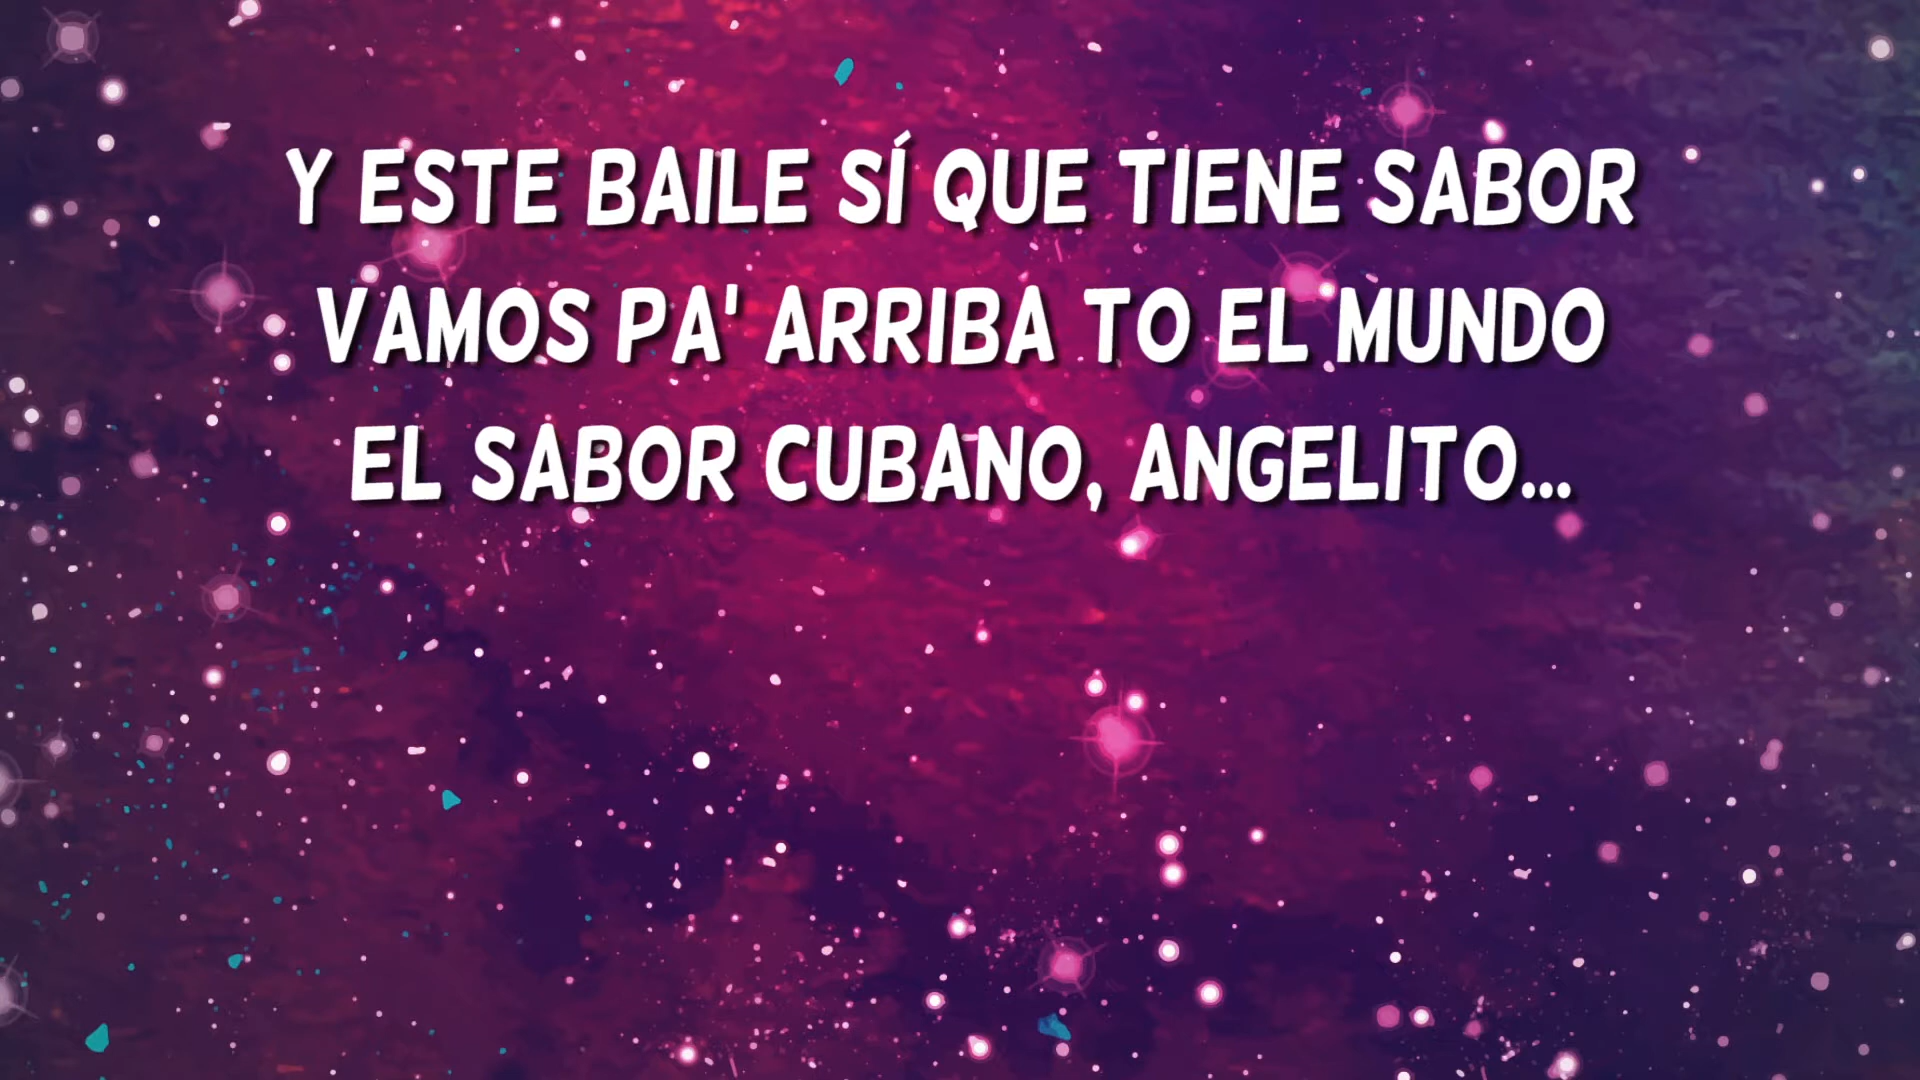 Y ESTE BAILE SÍ QUE TIENE SABOR
VAMOS PA' ARRIBA TO EL MUNDO
EL SABOR CUBANO, ANGELITO...